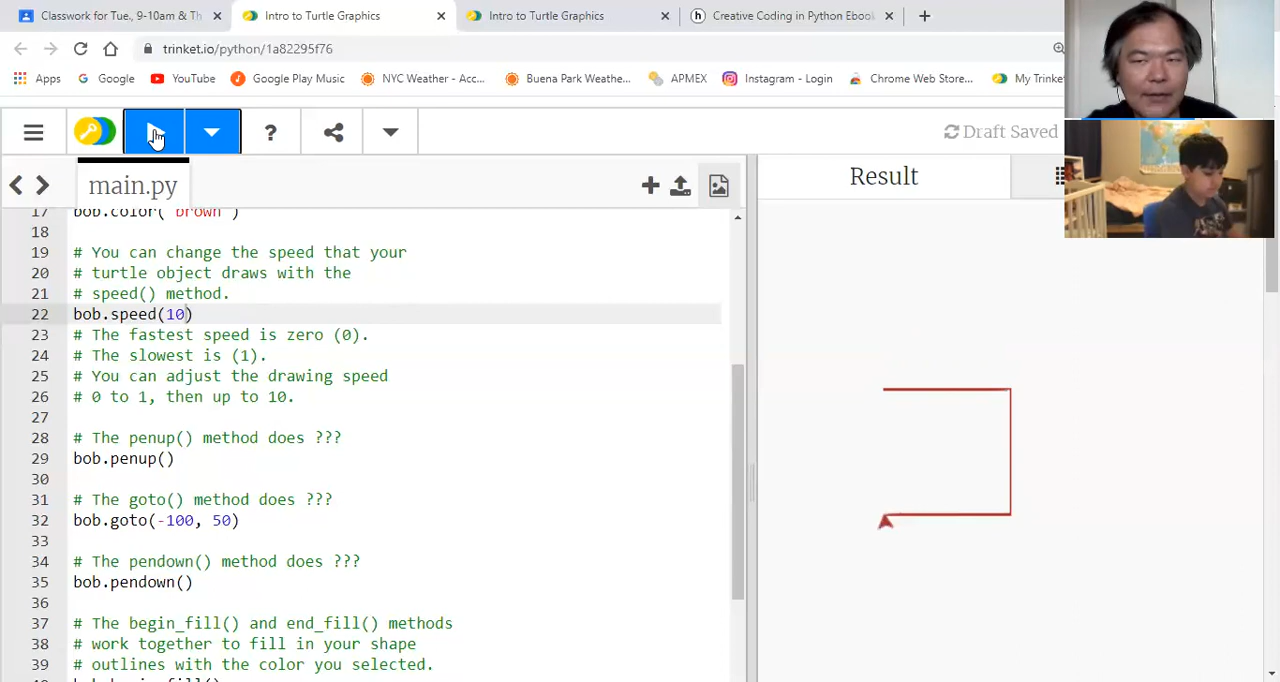 Classwork for Tue., 9-10am & Th
Intro to Turtle Graphics
Intro to Turtle Graphics
Creative Coding in Python Ebook
trinket.io/python/1a82295f76
Apps
Google
YouTube
Google Play Music
NYC Weather - Acc...
Buena Park Weathe...
APMEX
Instagram - Login
Chrome Web Store...
My Trinket
?
Draft Saved
main.py
Result
17 bob.color("brown")
18
19 # You can change the speed that your
20 # turtle object draws with the
21 # speed() method.
22 bob.speed(10)
23 # The fastest speed is zero (0).
24 # The slowest is (1).
25 # You can adjust the drawing speed
26 # 0 to 1, then up to 10.
27
28 # The penup() method does ???
29 bob.penup()
30
31 # The goto() method does ???
32 bob.goto(-100, 50)
33
34 # The pendown() method does ???
35 bob.pendown()
36
37 # The begin_fill() and end_fill() methods
38 # work together to fill in your shape
39 # outlines with the color you selected.